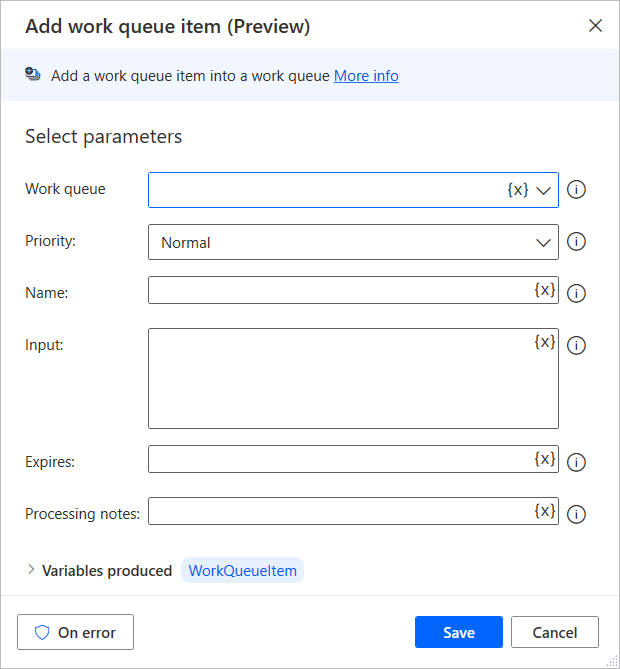 Add work queue item (Preview)
Add a work queue item into a work queue More info
Select parameters
Work queue {x}
Priority: Normal
Name: {x}
Input: {x}
Expires: {x}
Processing notes: {x}
Variables produced WorkQueueItem
On error Save Cancel